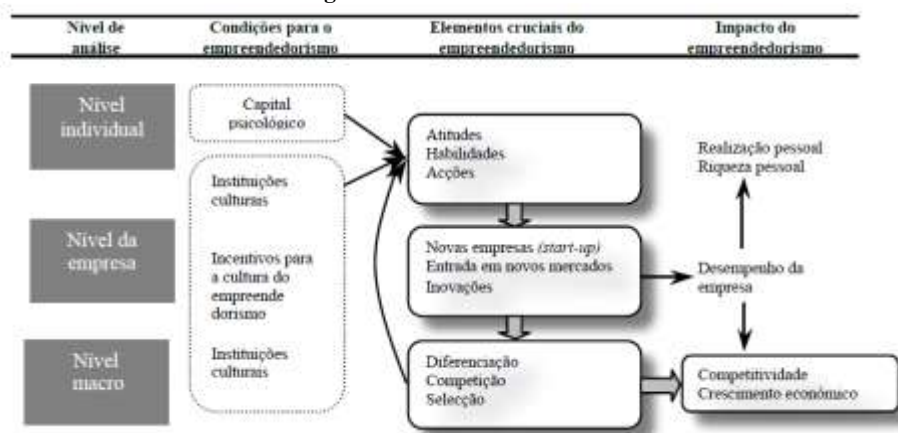 Nível de análise
Condições para o empreendedorismo
Elementos cruciais do empreendedorismo
Impacto do empreendedorismo
Nível
individual
Capital
psicológico
Atitudes
Habilidades
Acções
Realização pessoal
Riqueza pessoal
Instituições
culturais
Nível da
empresa
Incentivos para
a cultura do
empreende
dorismo
Novas empresas (start-up)
Entrada em novos mercados
Inovações
Desempenho da
empresa
Nível
macro
Instituições
culturais
Diferenciação
Competição
Selecção
Competitividade
Crescimento económico